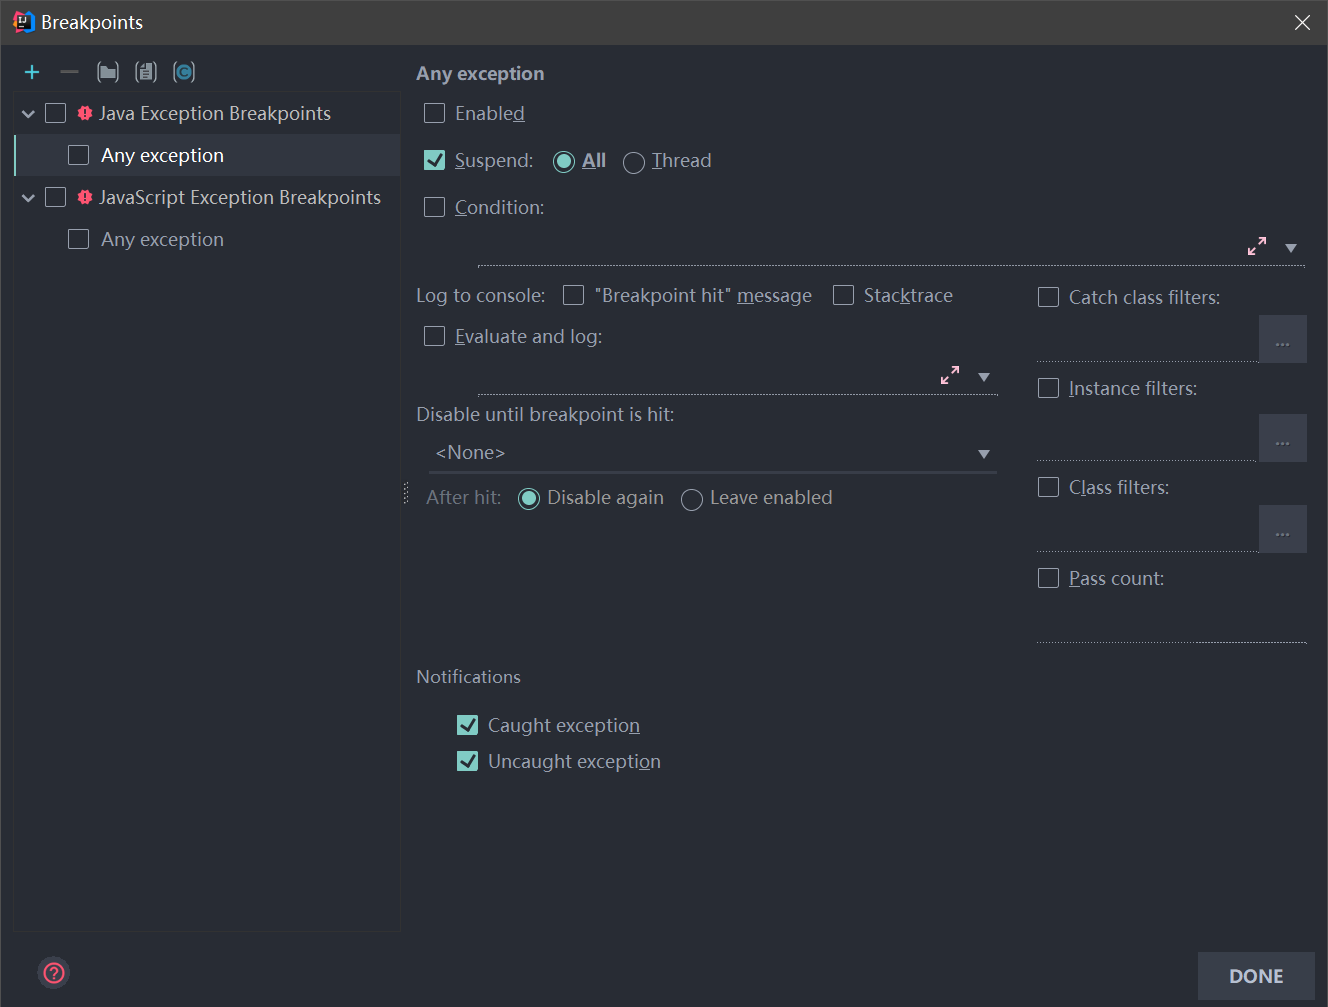 Breakpoints
Any exception
Java Exception Breakpoints
Enabled
Any exception
Suspend: All Thread
JavaScript Exception Breakpoints
Condition:
Any exception
Log to console: "Breakpoint hit" message Stacktrace
Catch class filters:
Evaluate and log:
...
Instance filters:
Disable until breakpoint is hit:
<None>
...
Class filters:
After hit: Disable again Leave enabled
...
Pass count:
Notifications
Caught exception
Uncaught exception
?
DONE